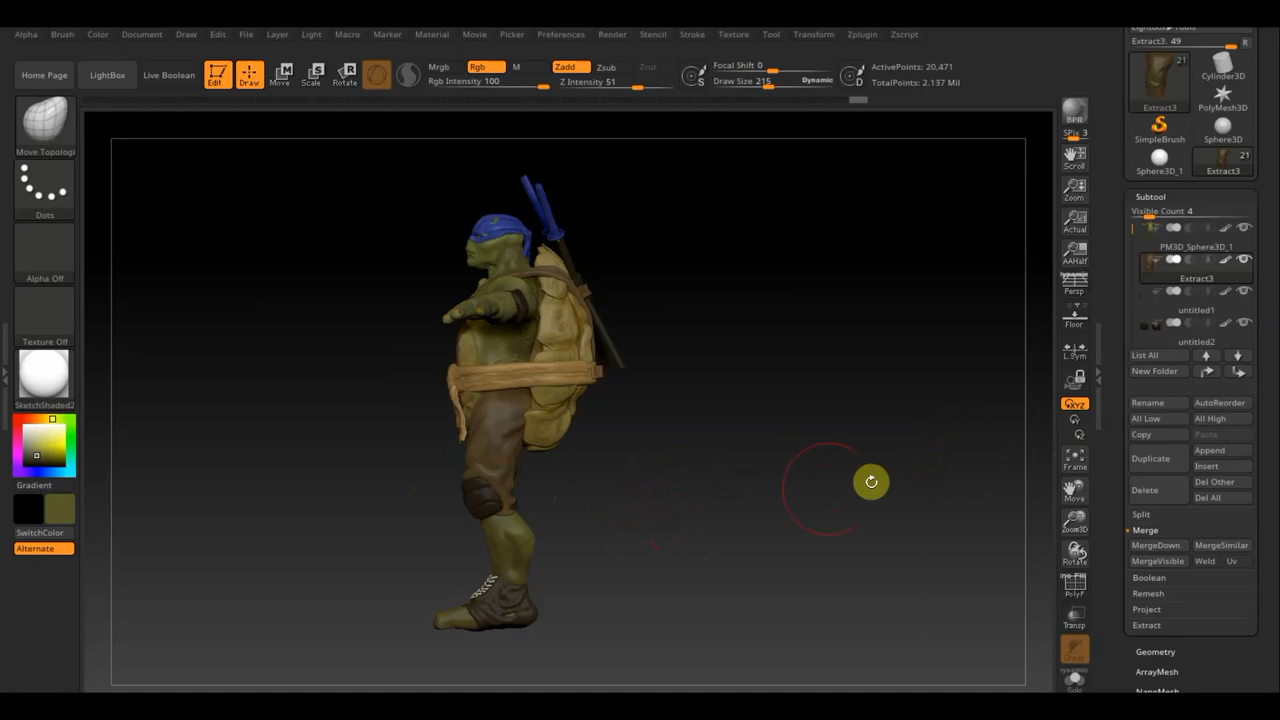 Alpha Brush Color Document Draw Edit File Layer Light Macro Marker Material Movie Picker Preferences Render Stencil Stroke Texture Tool Transform Zplugin Zscript
Home Page
LightBox
Live Boolean
Edit
Draw
Move
Scale
Rotate
Mrgb
Rgb
M
Rgb Intensity 100
Zadd
Zsub
Zcut
Z Intensity 51
S
Focal Shift 0
Draw Size 215
Dynamic
D
ActivePoints: 20,471
TotalPoints: 2.137 Mil
Move Topologi
Dots
Alpha Off
Texture Off
SketchShaded2
Gradient
SwitchColor
Alternate
BPR
SPix 3
Scroll
Zoom
Actual
AAHalf
Dynamic
Persp
Floor
L.Sym
XYZ
Frame
Move
Zoom3D
Rotate
PolyF
Transp
Dynamic
Solo
Extract3. 49
R
21
Extract3
Cylinder3D
PolyMesh3D
SimpleBrush
Sphere3D
Sphere3D_1
21
Extract3
Subtool
Visible Count 4
PM3D_Sphere3D_1
Extract3
untitled1
untitled2
List All
New Folder
Rename
AutoReorder
All Low
All High
Copy
Paste
Duplicate
Append
Insert
Delete
Del Other
Del All
Split
Merge
MergeDown
MergeSimilar
MergeVisible
Weld
Uv
Boolean
Remesh
Project
Extract
Geometry
ArrayMesh